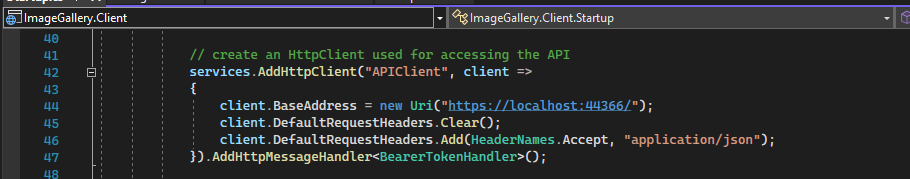 ImageGallery.Client
ImageGallery.Client.Startup
40
41 // create an HttpClient used for accessing the API
42 services.AddHttpClient("APIClient", client =>
43 {
44 client.BaseAddress = new Uri("https://localhost:44366/");
45 client.DefaultRequestHeaders.Clear();
46 client.DefaultRequestHeaders.Add(HeaderNames.Accept, "application/json");
47 }).AddHttpMessageHandler<BearerTokenHandler>();
48